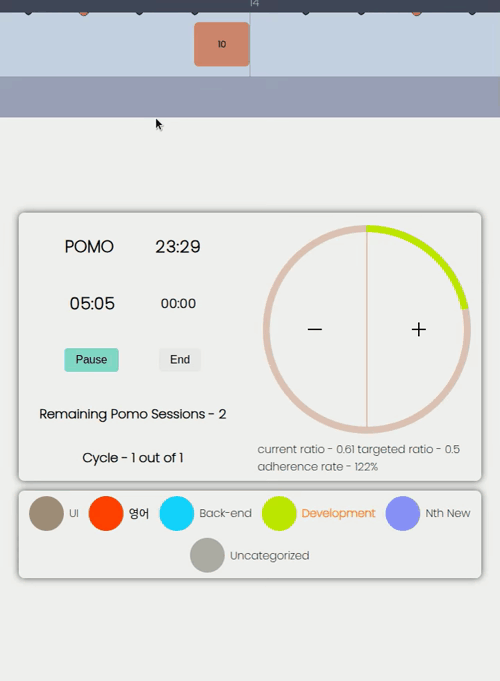 14
10
POMO 23:29
05:05 00:00
Pause End
Remaining Pomo Sessions - 2
Cycle - 1 out of 1
− +
current ratio - 0.61 targeted ratio - 0.5
adherence rate - 122%
UI 영어 Back-end Development Nth New
Uncategorized